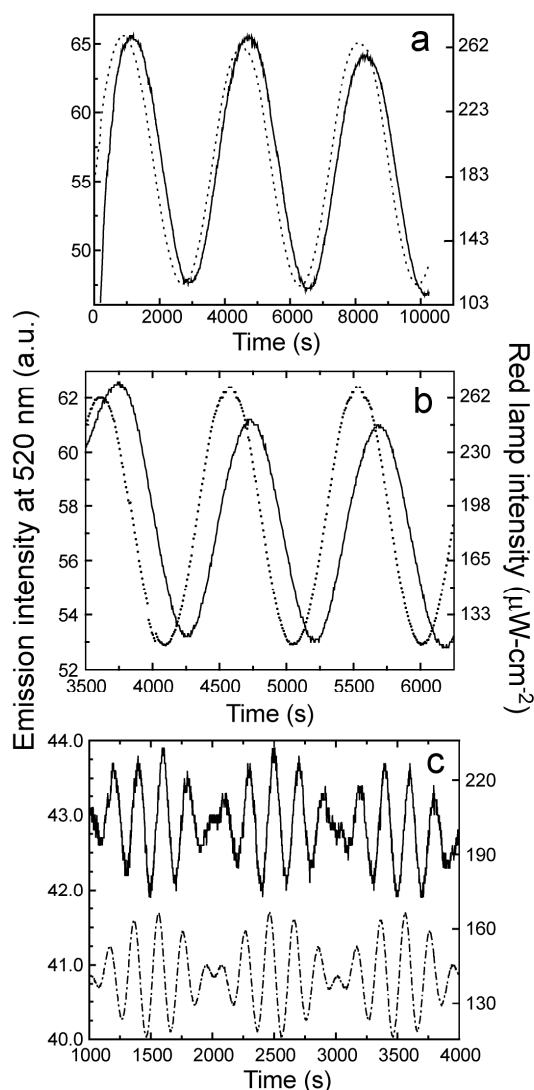 a
65
60
55
50
262
223
183
143
103
0 2000 4000 6000 8000 10000
Time (s)
Emission intensity at 520 nm (a.u.)
Red lamp intensity (μW-cm-2)
b
62
60
58
56
54
52
262
230
198
165
133
3500 4000 4500 5000 5500 6000
Time (s)
c
44.0
43.0
42.0
41.0
40.0
220
190
160
130
1000 1500 2000 2500 3000 3500 4000
Time (s)